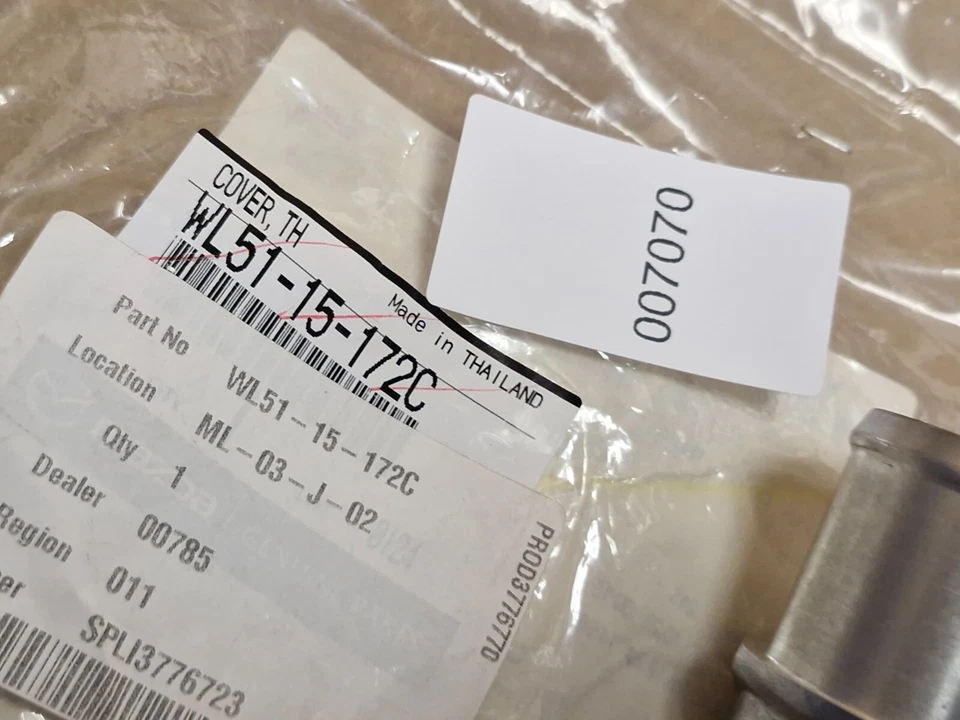 COVER, TH
WL51-15-172C
Made in THAILAND
007070
Part No WL51-15-172C
Location ML-03-J-02
Qty 1
Dealer 00785
Region 011
SPLI3776723
PROD3776770